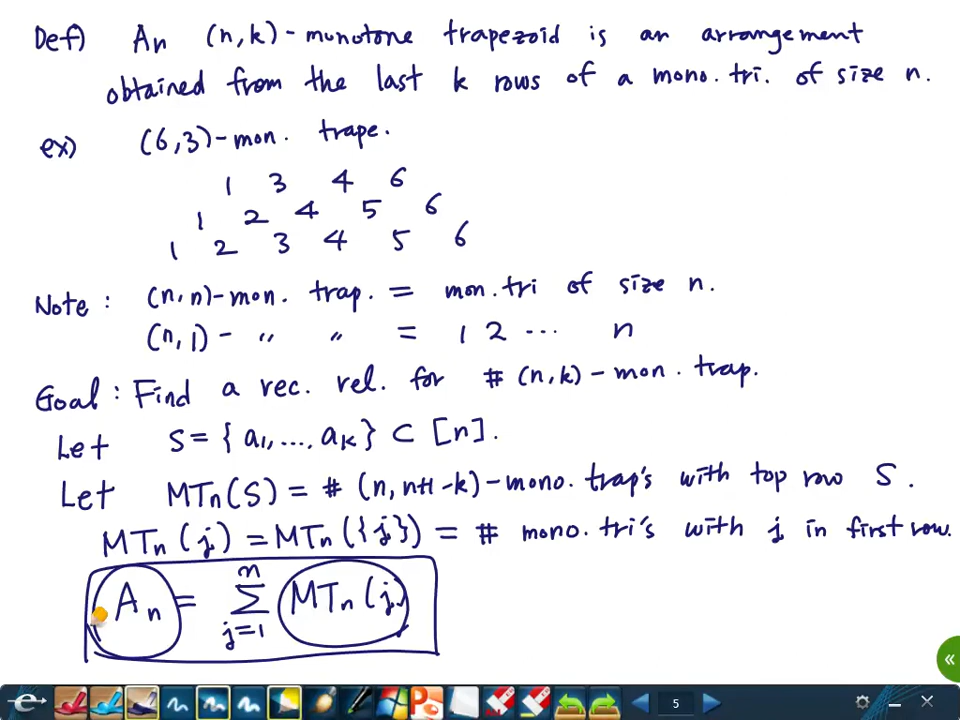 Def) An (n,k)-monotone trapezoid is an arrangement
obtained from the last k rows of a mono.tri. of size n.
ex) (6,3)-mon. trape.
1 3 4 6
1 2 4 5 6
1 2 3 4 5 6
Note : (n,n)-mon. trap. = mon.tri of size n.
(n,1) - " " = 1 2 ... n
Goal : Find a rec. rel. for # (n,k)-mon. trap.
Let S = { a1, ..., ak } ⊂ [n].
Let MTn(S) = # (n, n+1-k)-mono. trap's with top row S.
MTn(j) = MTn({j}) = # mono. tri's with j in first row.
An = Σ_{j=1}^{n} MTn(j)
5